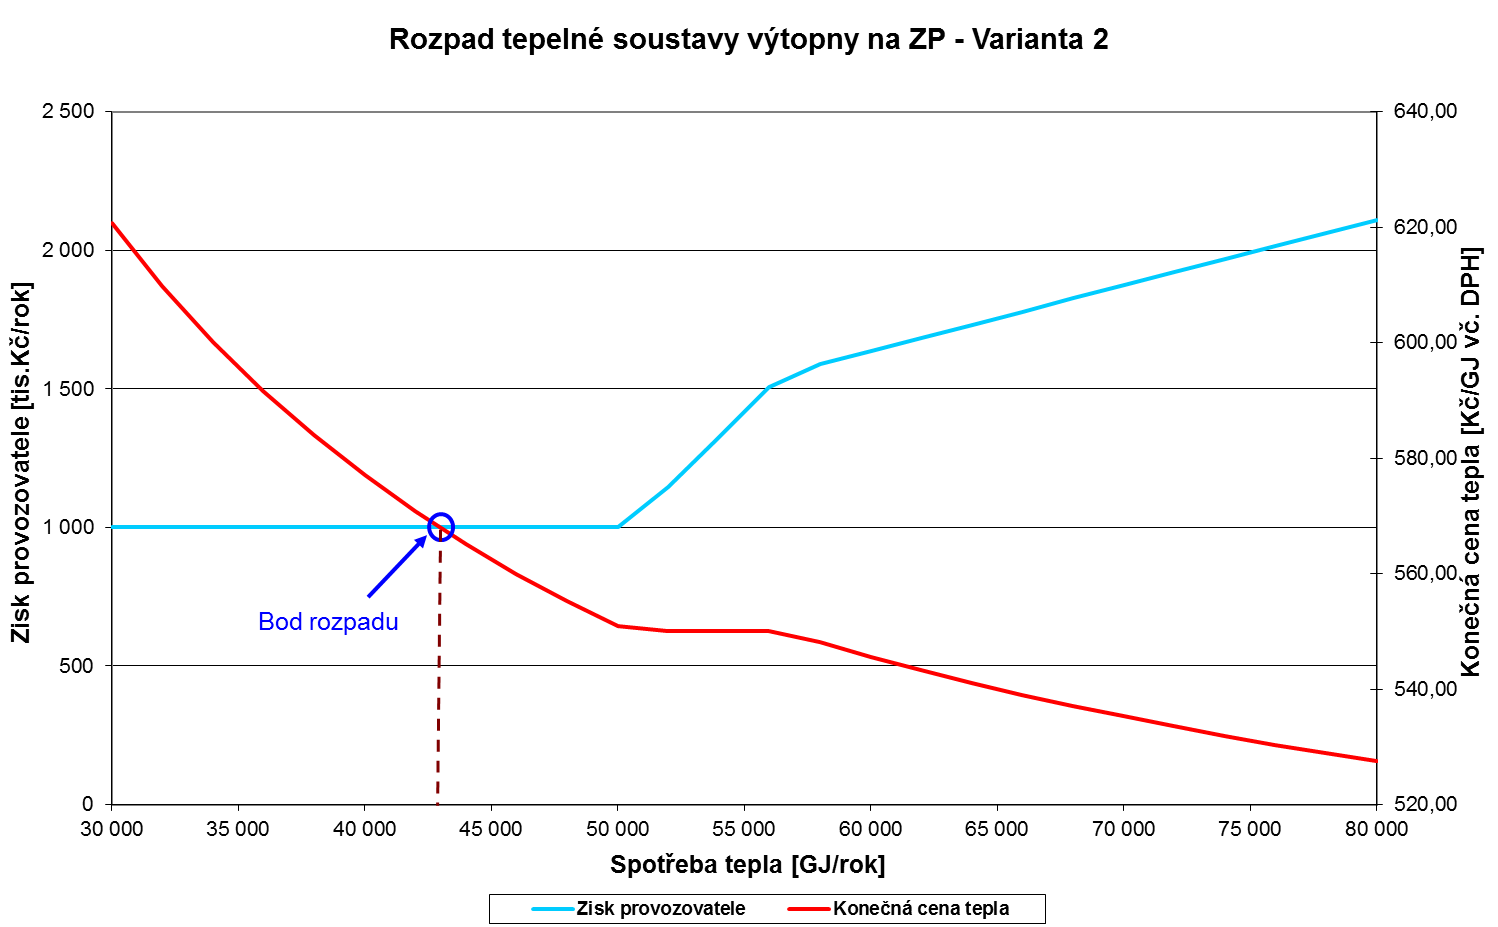 Rozpad tepelné soustavy výtopny na ZP - Varianta 2
Zisk provozovatele [tis.Kč/rok]
2 500
2 000
1 500
1 000
500
0
640,00
620,00
600,00
580,00
560,00
540,00
520,00
Konečná cena tepla [Kč/GJ vč. DPH]
Bod rozpadu
30 000 35 000 40 000 45 000 50 000 55 000 60 000 65 000 70 000 75 000 80 000
Spotřeba tepla [GJ/rok]
Zisk provozovatele Konečná cena tepla